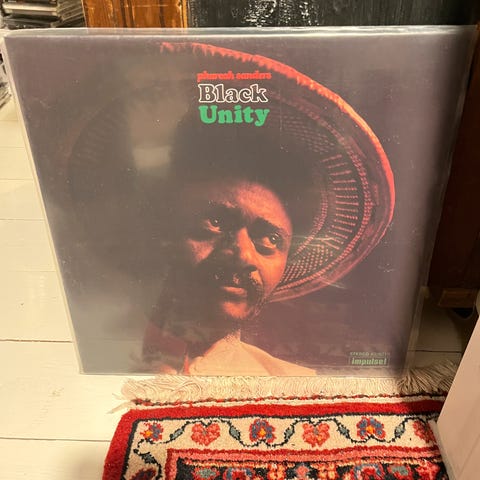 pharoah sanders
Black
Unity
impulse!